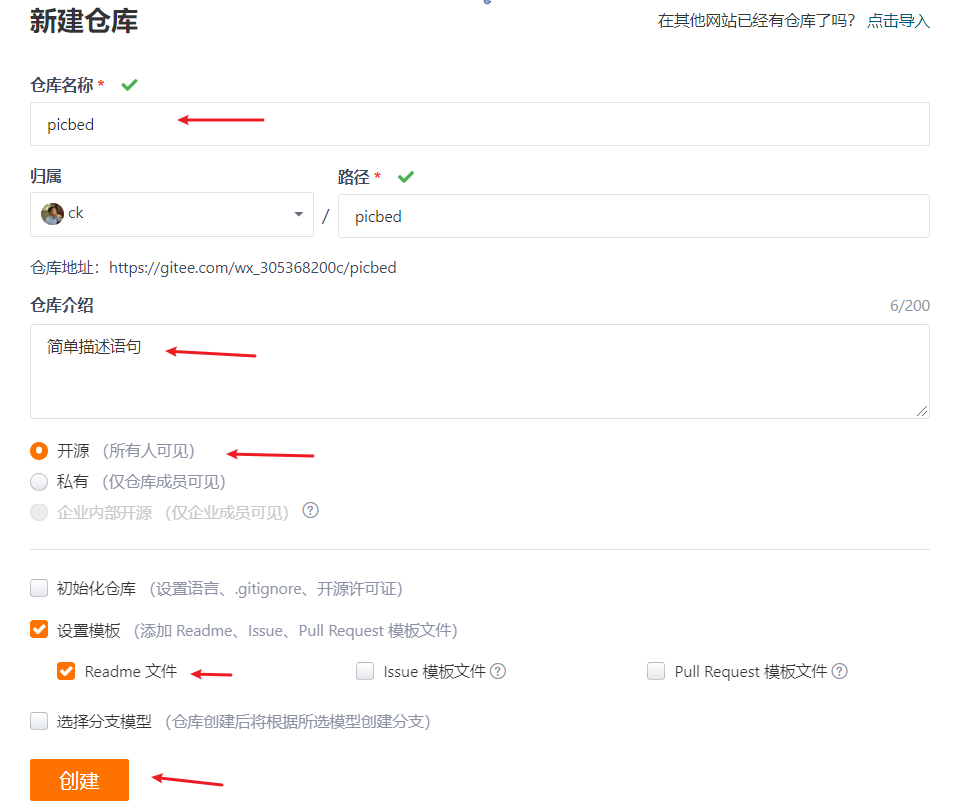 新建仓库
在其他网站已经有仓库了吗? 点击导入
仓库名称 *
picbed
归属
路径 *
ck / picbed
仓库地址：https://gitee.com/wx_305368200c/picbed
仓库介绍 6/200
简单描述语句
开源 (所有人可见)
私有 (仅仓库成员可见)
企业内部开源 (仅企业成员可见) ?
初始化仓库 (设置语言、.gitignore、开源许可证)
设置模板 (添加 Readme、Issue、Pull Request 模板文件)
Readme 文件 Issue 模板文件 ? Pull Request 模板文件 ?
选择分支模型 (仓库创建后将根据所选模型创建分支)
创建